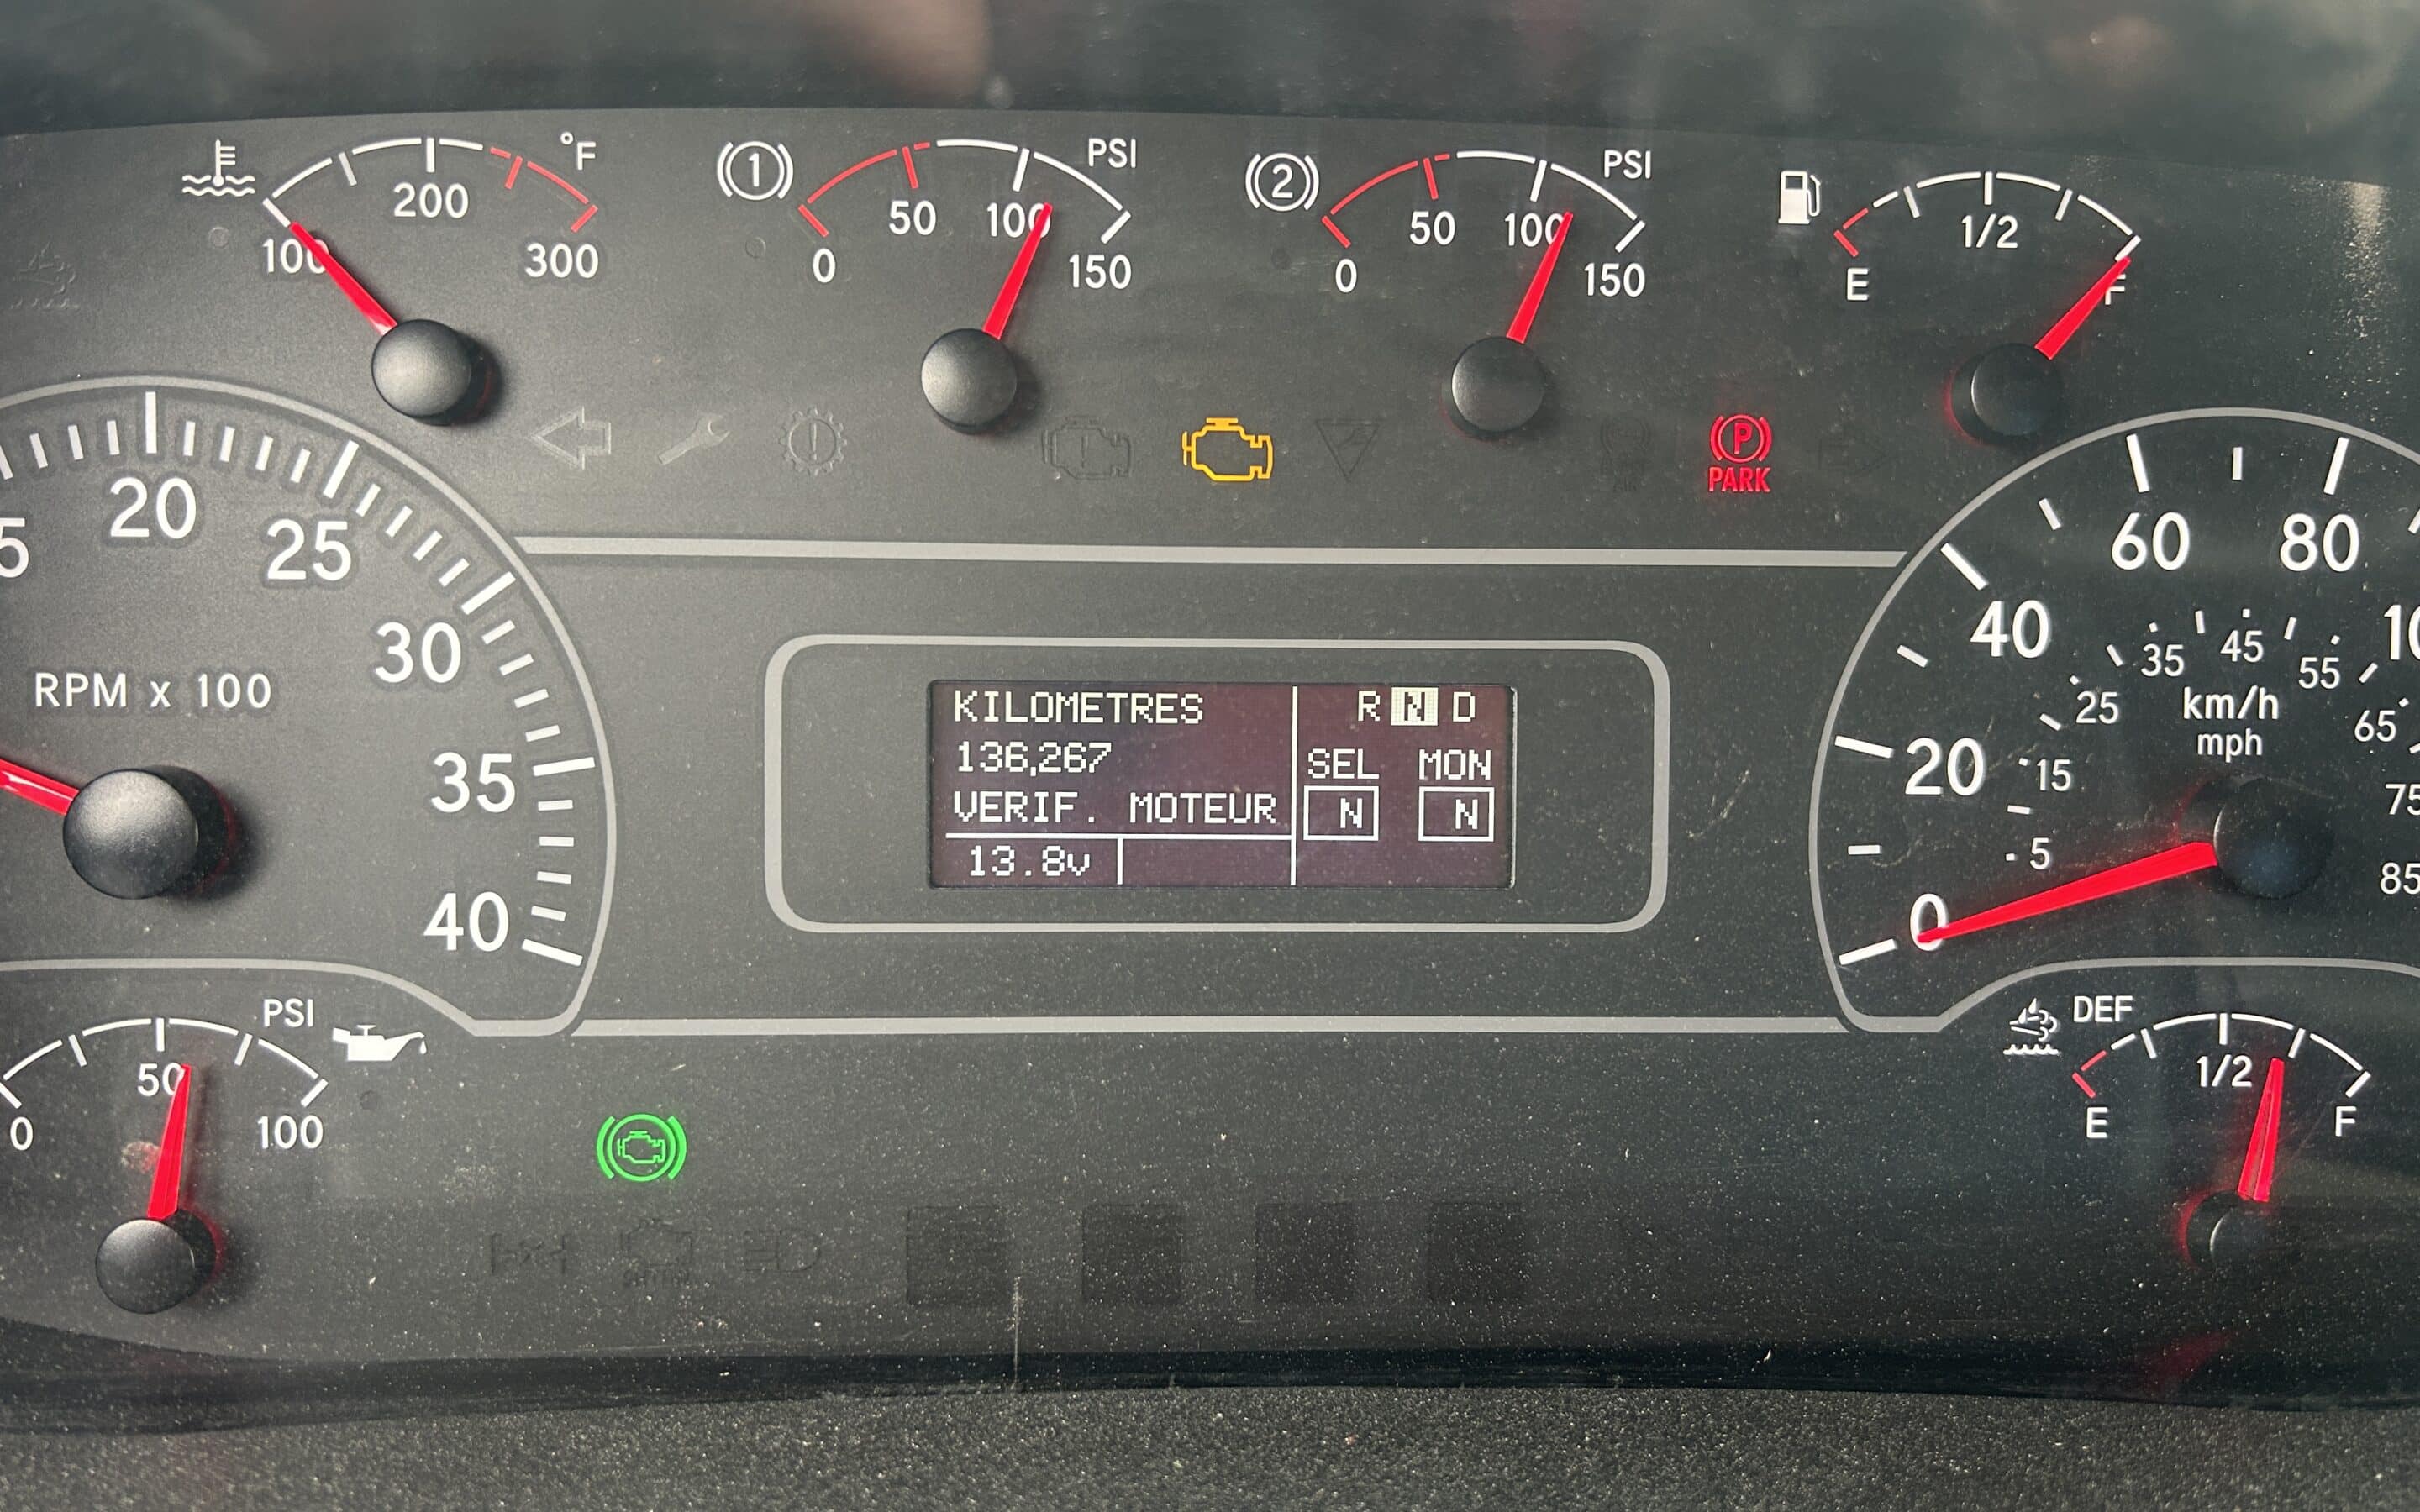 °F
100 200 300
1 PSI
0 50 100 150
2 PSI
0 50 100 150
E 1/2 F
P
PARK
5 20 25 30 35 40
RPM x 100
KILOMETRES
136,267
VERIF. MOTEUR
13.8v
R N D
SEL MON
N N
0 20 40 60 80 10
5 15 25 35 45 55 65 75 85
km/h
mph
PSI
0 50 100
DEF
E 1/2 F